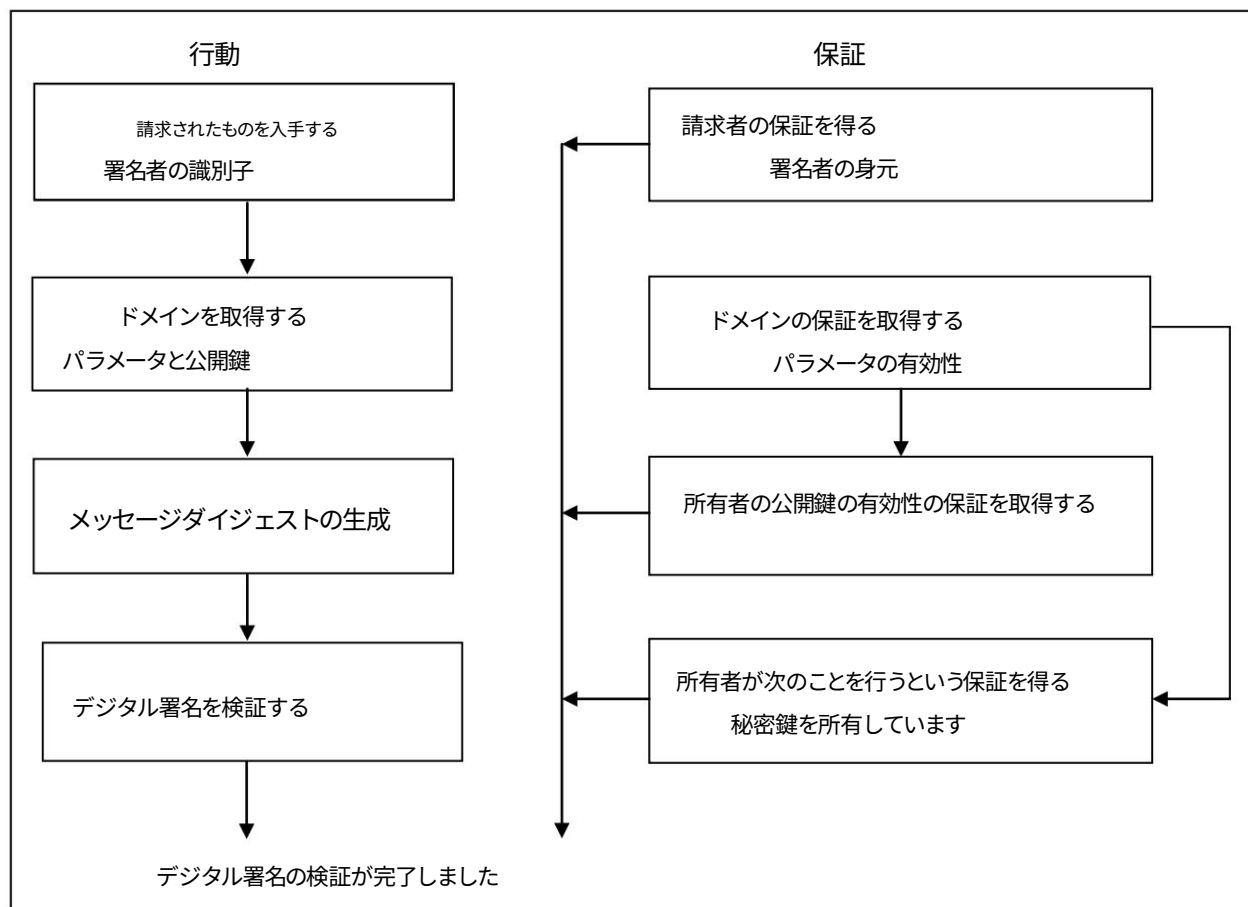 行動
請求されたものを入手する
署名者の識別子
ドメインを取得する
パラメータと公開鍵
メッセージダイジェストの生成
デジタル署名を検証する
保証
請求者の保証を得る
署名者の身元
ドメインの保証を取得する
パラメータの有効性
所有者の公開鍵の有効性の保証を取得する
所有者が次のことを行うという保証を得る
秘密鍵を所有しています
デジタル署名の検証が完了しました